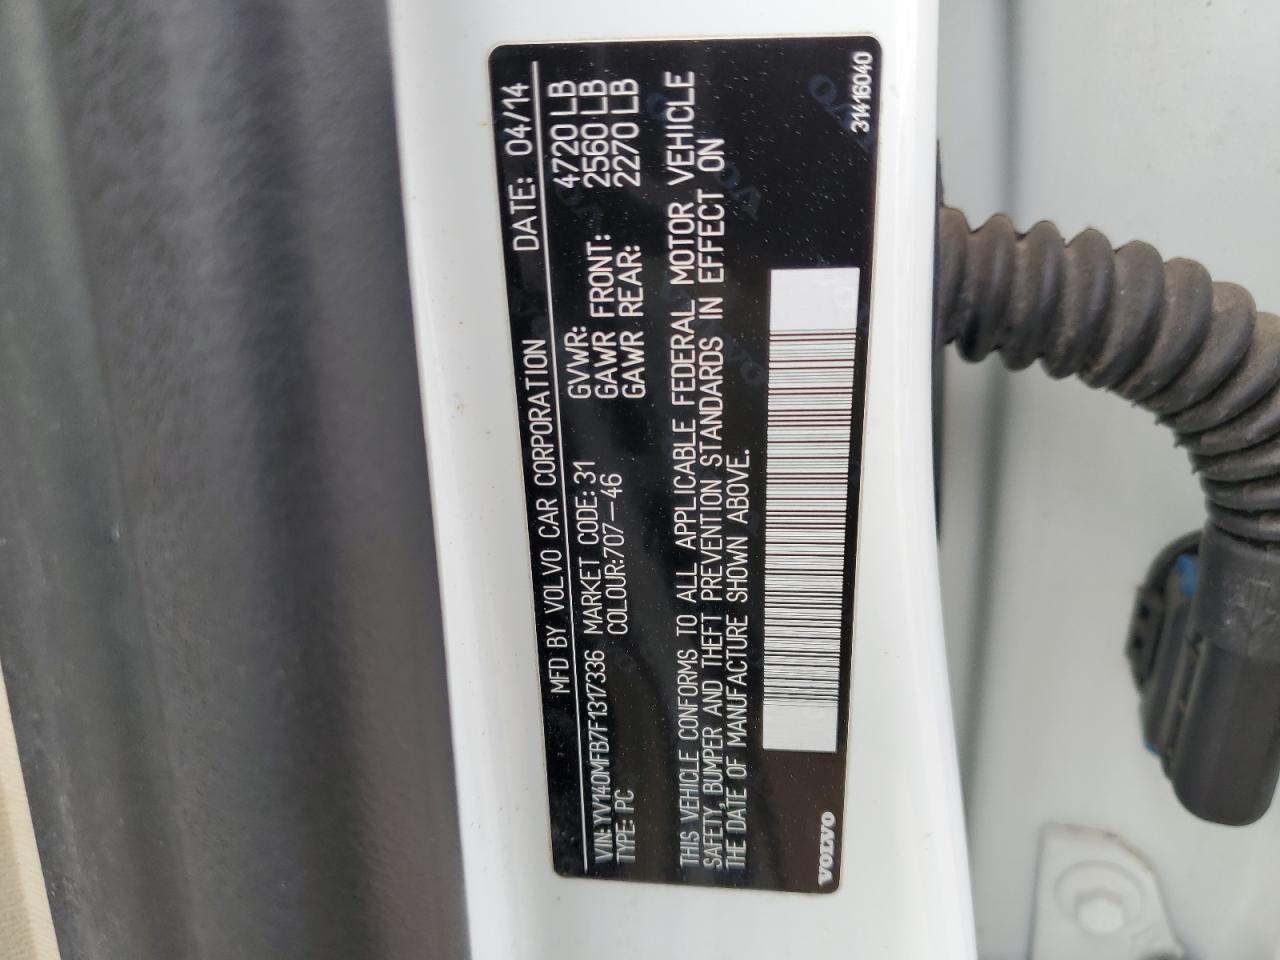 MFD BY VOLVO CAR CORPORATION DATE: 04/14
VIN:YV140MFB7F1317336 MARKET CODE: 31 GVWR: 4720 LB
TYPE: PC COLOUR:707-46 GAWR FRONT: 2560 LB
GAWR REAR: 2270 LB
THIS VEHICLE CONFORMS TO ALL APPLICABLE FEDERAL MOTOR VEHICLE
SAFETY, BUMPER AND THEFT PREVENTION STANDARDS IN EFFECT ON
THE DATE OF MANUFACTURE SHOWN ABOVE.
VOLVO 31416040